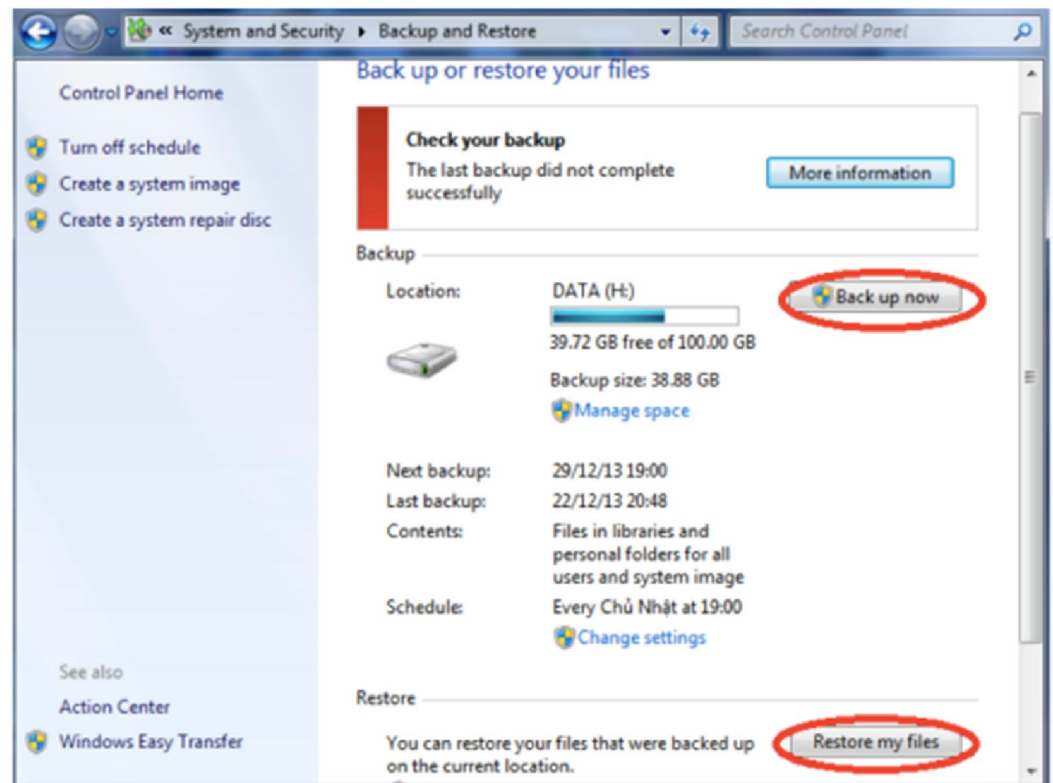 « System and Security ▸ Backup and Restore
Search Control Panel
Control Panel Home
Turn off schedule
Create a system image
Create a system repair disc
See also
Action Center
Windows Easy Transfer
Back up or restore your files
Check your backup
The last backup did not complete
successfully
More information
Backup
Location:
DATA (H:)
Back up now
39.72 GB free of 100.00 GB
Backup size: 38.88 GB
Manage space
Next backup:
29/12/13 19:00
Last backup:
22/12/13 20:48
Contents:
Files in libraries and
personal folders for all
users and system image
Schedule:
Every Chủ Nhật at 19:00
Change settings
Restore
You can restore your files that were backed up
on the current location.
Restore my files